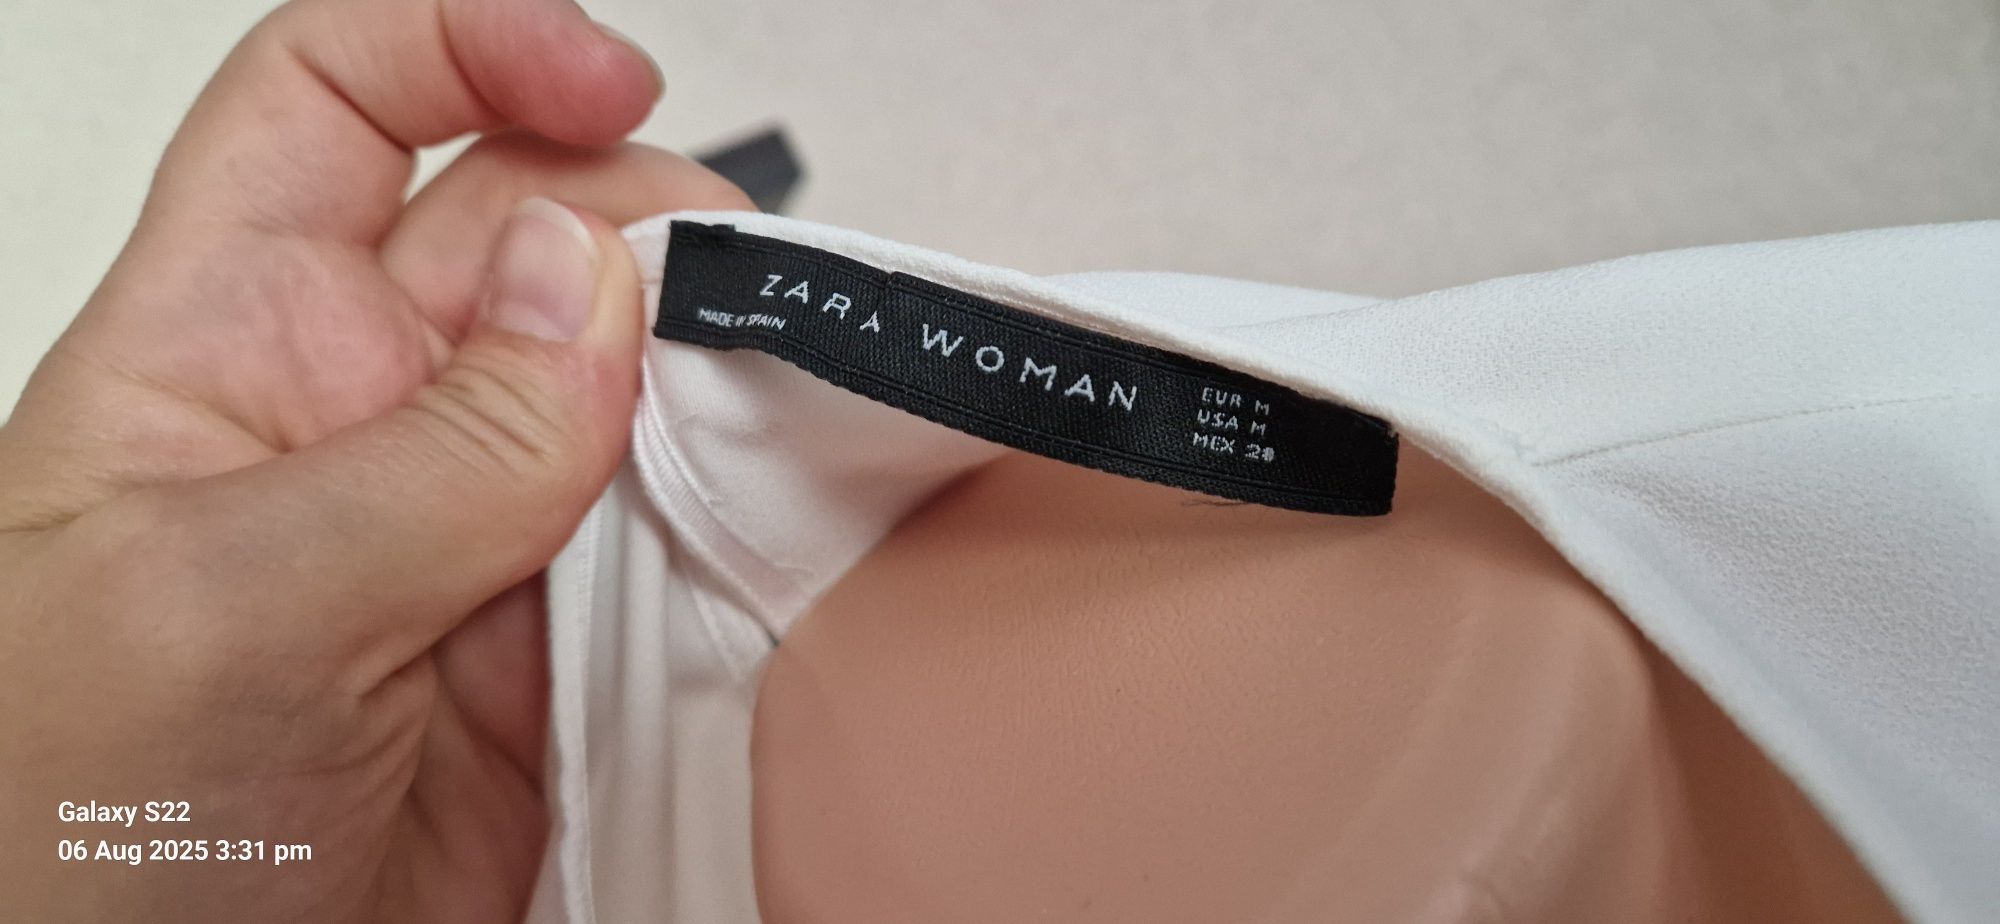 ZARA WOMAN
MADE IN SPAIN
EUR M
USA M
MEX 28
Galaxy S22
06 Aug 2025 3:31 pm